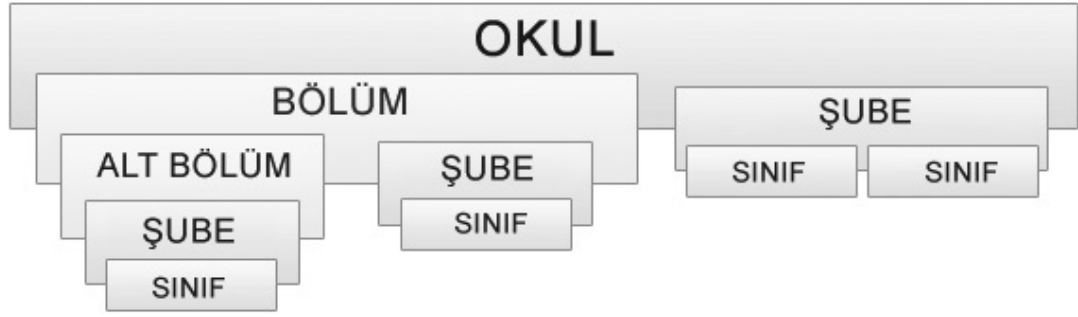 OKUL
BÖLÜM
ŞUBE
ALT BÖLÜM
ŞUBE
SINIF
SINIF
ŞUBE
SINIF
SINIF